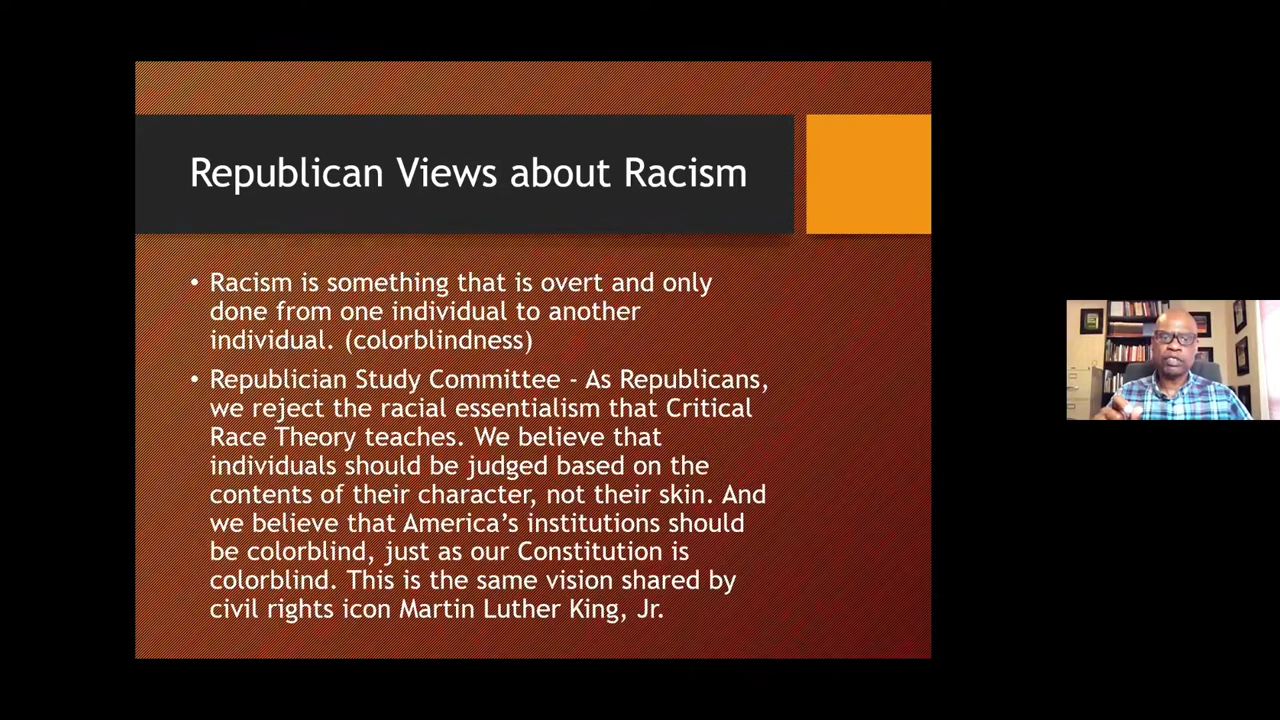 Republican Views about Racism
• Racism is something that is overt and only
done from one individual to another
individual. (colorblindness)
• Republician Study Committee - As Republicans,
we reject the racial essentialism that Critical
Race Theory teaches. We believe that
individuals should be judged based on the
contents of their character, not their skin. And
we believe that America’s institutions should
be colorblind, just as our Constitution is
colorblind. This is the same vision shared by
civil rights icon Martin Luther King, Jr.